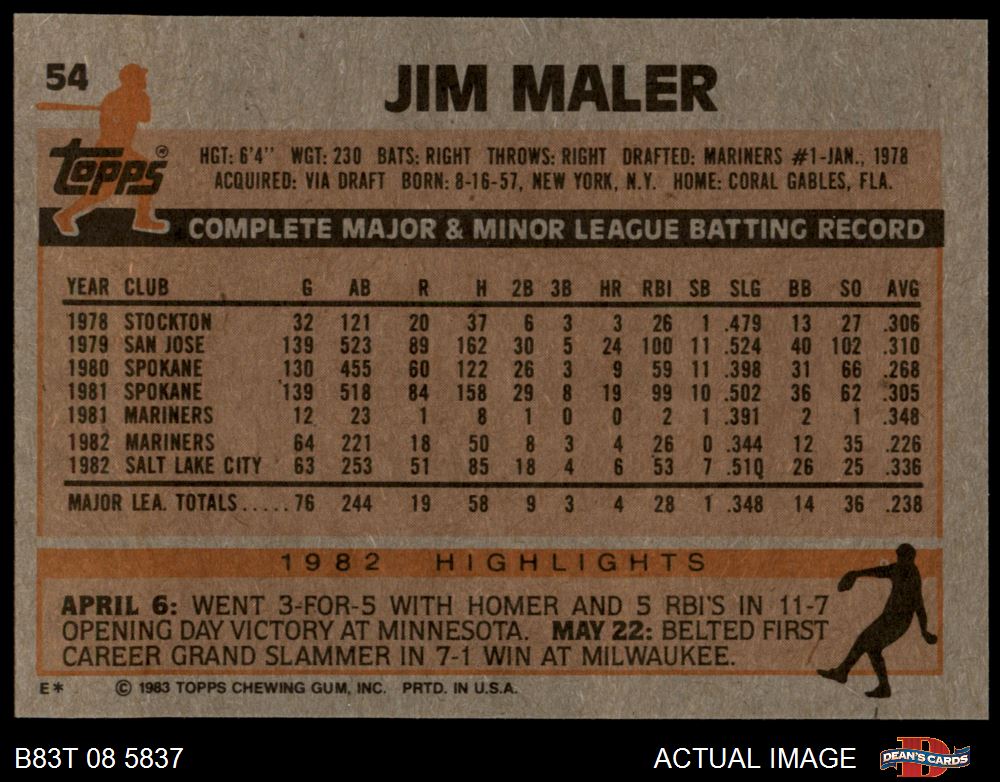 54
JIM MALER
Topps®
HGT: 6'4" WGT: 230 BATS: RIGHT THROWS: RIGHT DRAFTED: MARINERS #1-JAN., 1978
ACQUIRED: VIA DRAFT BORN: 8-16-57, NEW YORK, N.Y. HOME: CORAL GABLES, FLA.
COMPLETE MAJOR & MINOR LEAGUE BATTING RECORD
YEAR CLUB G AB R H 2B 3B HR RBI SB SLG BB SO AVG
1978 STOCKTON 32 121 20 37 6 3 3 26 1 .479 13 27 .306
1979 SAN JOSE 139 523 89 162 30 5 24 100 11 .524 40 102 .310
1980 SPOKANE 130 455 60 122 26 3 9 59 11 .398 31 66 .268
1981 SPOKANE 139 518 84 158 29 8 19 99 10 .502 36 62 .305
1981 MARINERS 12 23 1 8 1 0 0 2 1 .391 2 1 .348
1982 MARINERS 64 221 18 50 8 3 4 26 0 .344 12 35 .226
1982 SALT LAKE CITY 63 253 51 85 18 4 6 53 7 .510 26 25 .336
MAJOR LEA. TOTALS.....76 244 19 58 9 3 4 28 1 .348 14 36 .238
1982 HIGHLIGHTS
APRIL 6: WENT 3-FOR-5 WITH HOMER AND 5 RBI'S IN 11-7
OPENING DAY VICTORY AT MINNESOTA. MAY 22: BELTED FIRST
CAREER GRAND SLAMMER IN 7-1 WIN AT MILWAUKEE.
E* © 1983 TOPPS CHEWING GUM, INC. PRTD. IN U.S.A.
B83T 08 5837 ACTUAL IMAGE DEAN'S CARDS